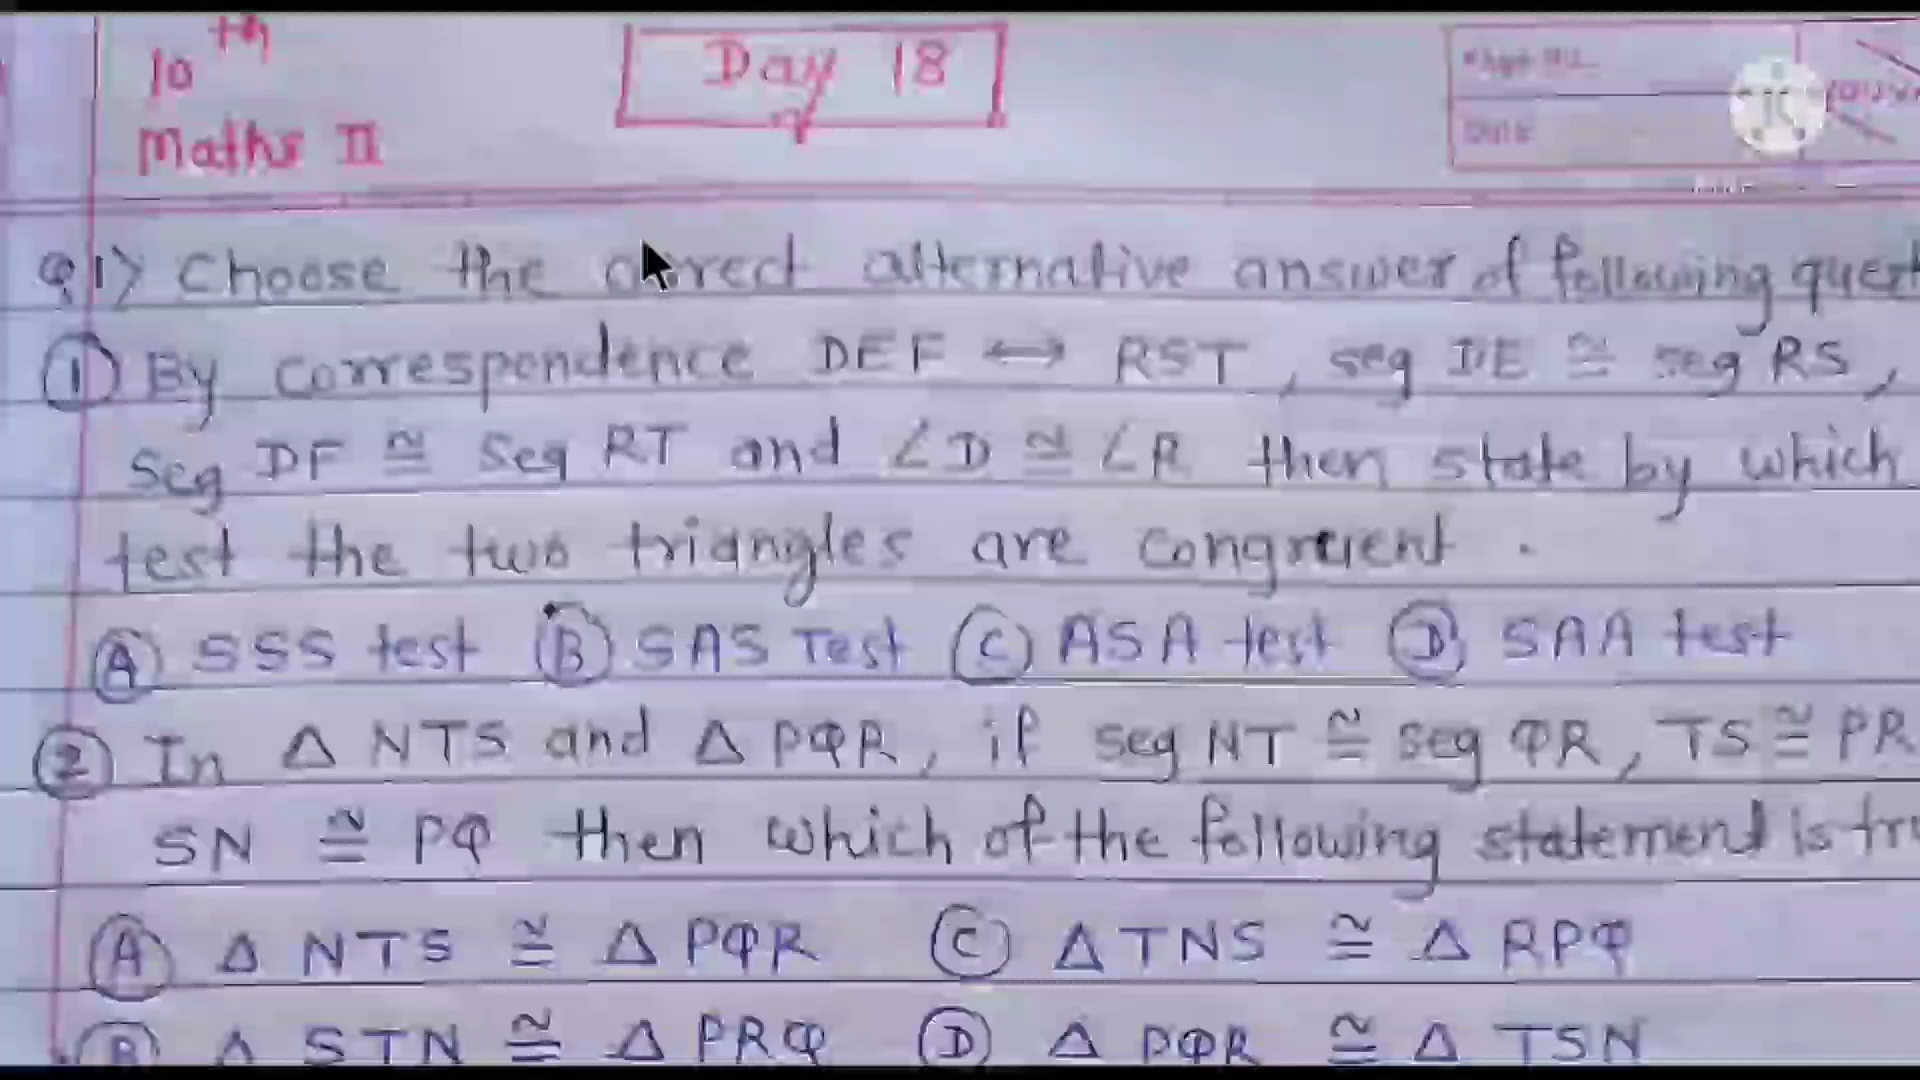 10th
Maths II
Day 18
Date
Q.1> Choose the correct alternative answer of following
① By correspondence DEF ↔ RST, seg DE ≅ seg RS,
seg DF ≅ seg RT and ∠D ≅ ∠R then state by which
test the two triangles are congruent.
Ⓐ SSS test Ⓑ SAS Test Ⓒ ASA test Ⓓ SAA test
② In Δ NTS and Δ PQR, if seg NT ≅ seg QR, TS ≅ PR
SN ≅ PQ then which of the following statement is
Ⓐ Δ NTS ≅ Δ PQR Ⓒ Δ TNS ≅ Δ RPQ
Ⓑ Δ STN ≅ Δ PRQ Ⓓ Δ PQR ≅ Δ TSN